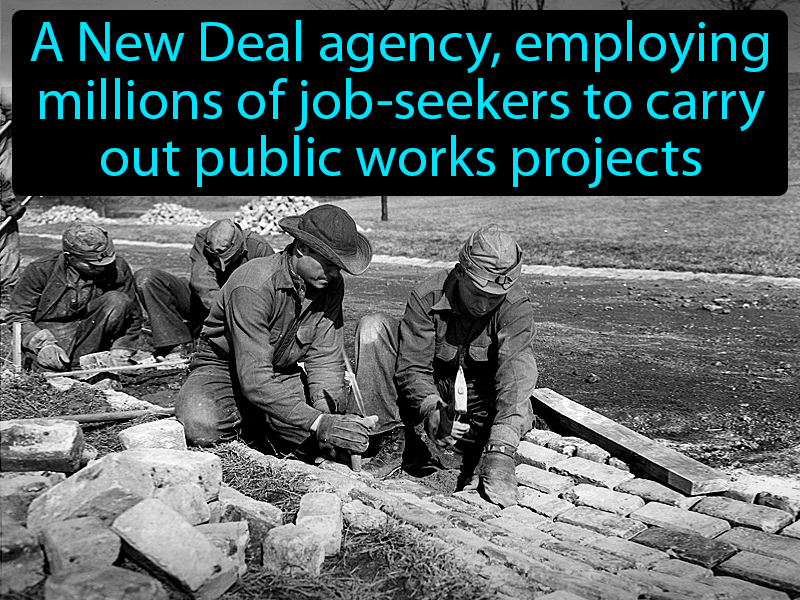 A New Deal agency, employing
millions of job-seekers to carry
out public works projects